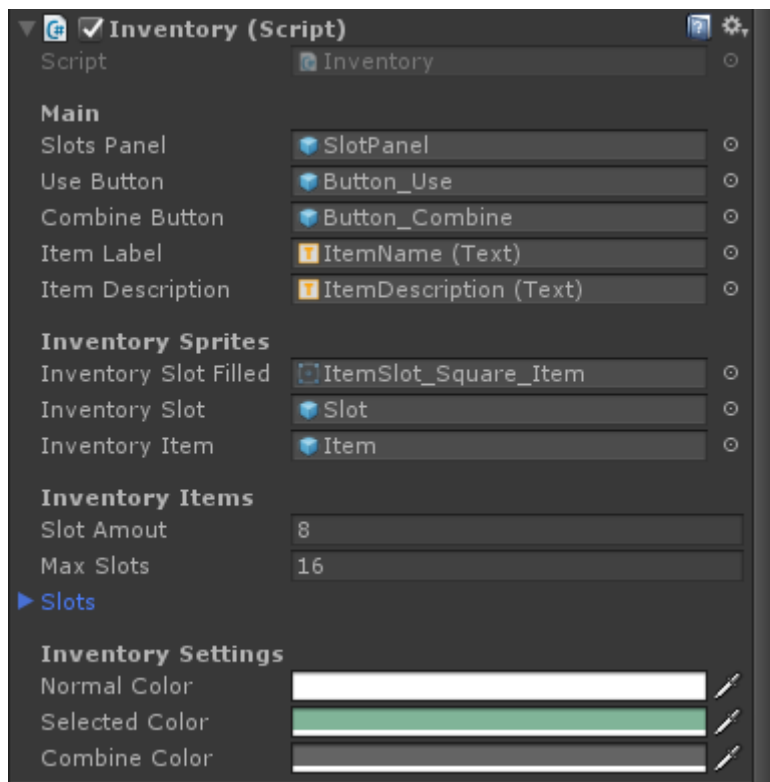 Inventory (Script)
Script Inventory
Main
Slots Panel SlotPanel
Use Button Button_Use
Combine Button Button_Combine
Item Label ItemName (Text)
Item Description ItemDescription (Text)
Inventory Sprites
Inventory Slot Filled ItemSlot_Square_Item
Inventory Slot Slot
Inventory Item Item
Inventory Items
Slot Amout 8
Max Slots 16
Slots
Inventory Settings
Normal Color
Selected Color
Combine Color